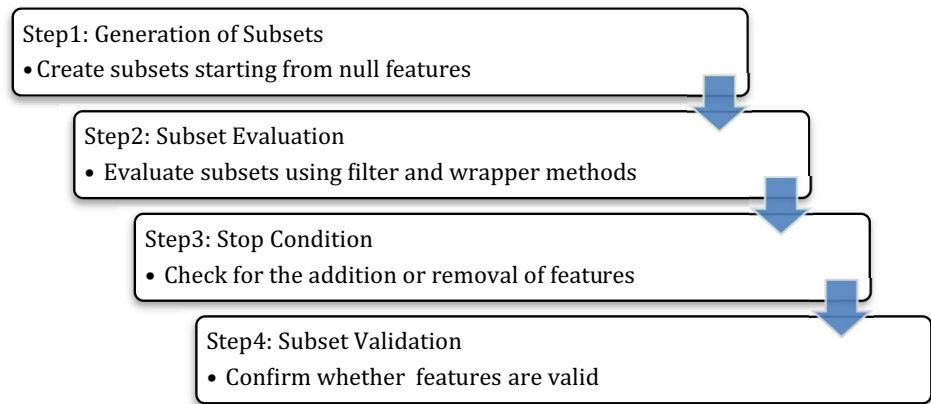 Step1: Generation of Subsets
• Create subsets starting from null features
Step2: Subset Evaluation
• Evaluate subsets using filter and wrapper methods
Step3: Stop Condition
• Check for the addition or removal of features
Step4: Subset Validation
• Confirm whether features are valid